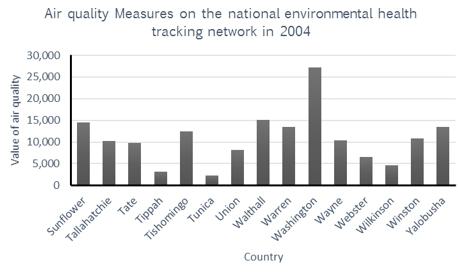 Air quality Measures on the national environmental health
tracking network in 2004
Value of air quality
30,000
25,000
20,000
15,000
10,000
5,000
0
Sunflower
Tallahatchie
Tate
Tippah
Tishomingo
Tunica
Union
Walthall
Warren
Washington
Wayne
Webster
Wilkinson
Winston
Yalobusha
Country